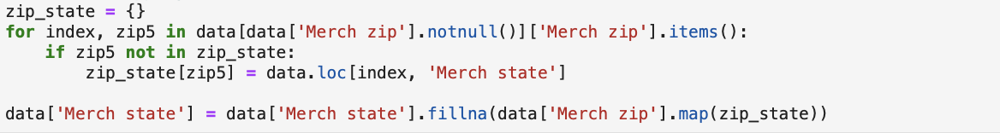 zip_state = {}
for index, zip5 in data[data['Merch zip'].notnull()]['Merch zip'].items():
    if zip5 not in zip_state:
        zip_state[zip5] = data.loc[index, 'Merch state']
data['Merch state'] = data['Merch state'].fillna(data['Merch zip'].map(zip_state))